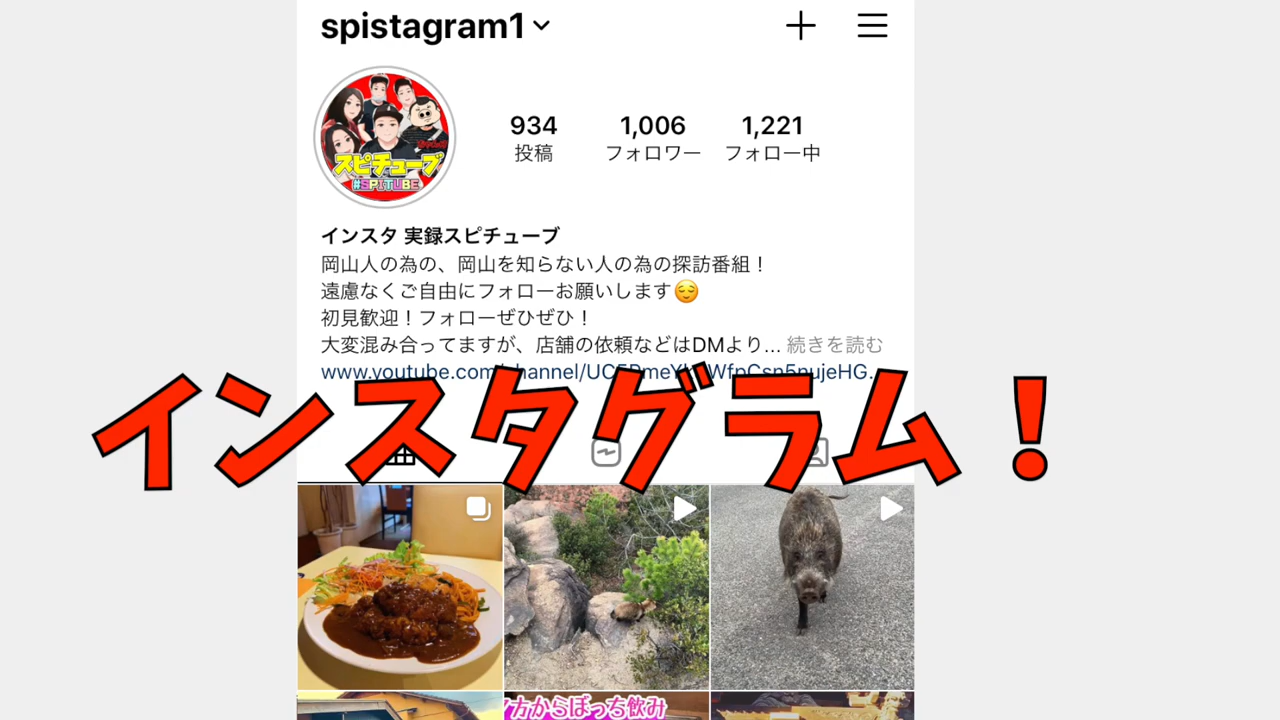 spistagram1
スピチューブ
#SPITUBE
934
投稿
1,006
フォロワー
1,221
フォロー中
インスタ 実録スピチューブ
岡山人の為の、岡山を知らない人の為の探訪番組！
遠慮なくご自由にフォローお願いします😌
初見歓迎！フォローぜひぜひ！
大変混み合ってますが、店舗の依頼などはDMより... 続きを読む
www.youtube.com
インスタグラム！
方からぼっち飲み